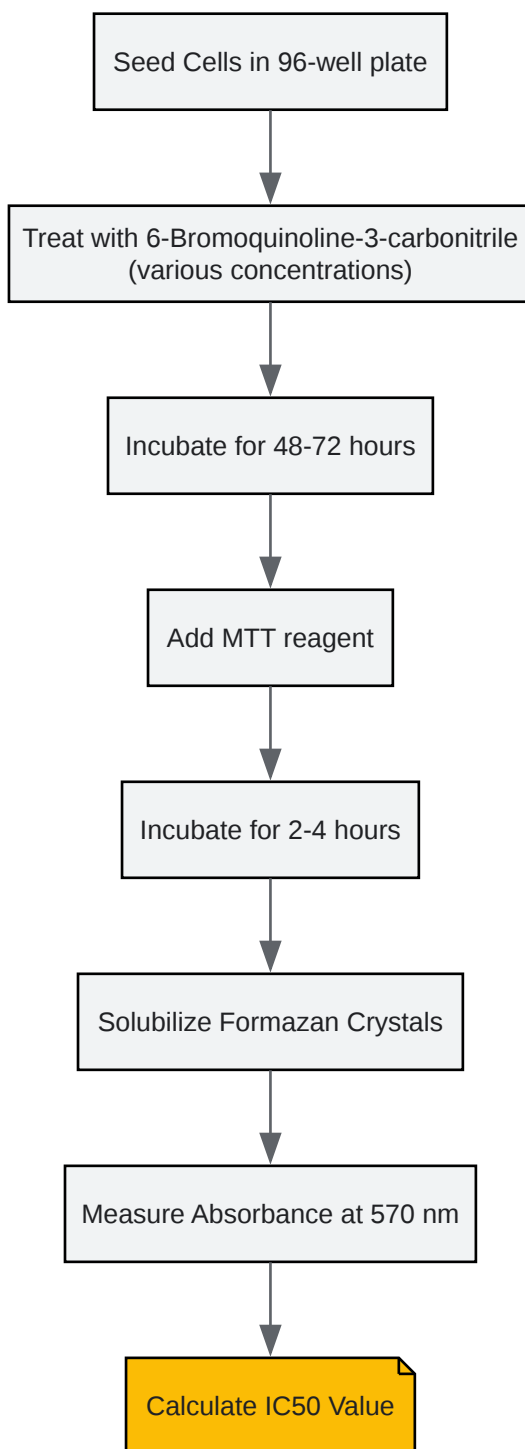 Seed Cells in 96-well plate
Treat with 6-Bromoquinoline-3-carbonitrile
(various concentrations)
Incubate for 48-72 hours
Add MTT reagent
Incubate for 2-4 hours
Solubilize Formazan Crystals
Measure Absorbance at 570 nm
Calculate IC50 Value